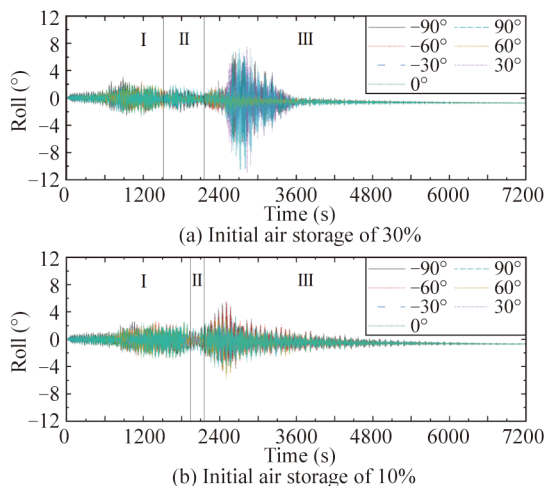 12
8
4
0
−4
−8
−12
Roll (°)
I II III
−90° 90°
−60° 60°
−30° 30°
0°
0 1200 2400 3600 4800 6000 7200
Time (s)
(a) Initial air storage of 30%
12
8
4
0
−4
−8
−12
Roll (°)
I II III
−90° 90°
−60° 60°
−30° 30°
0°
0 1200 2400 3600 4800 6000 7200
Time (s)
(b) Initial air storage of 10%